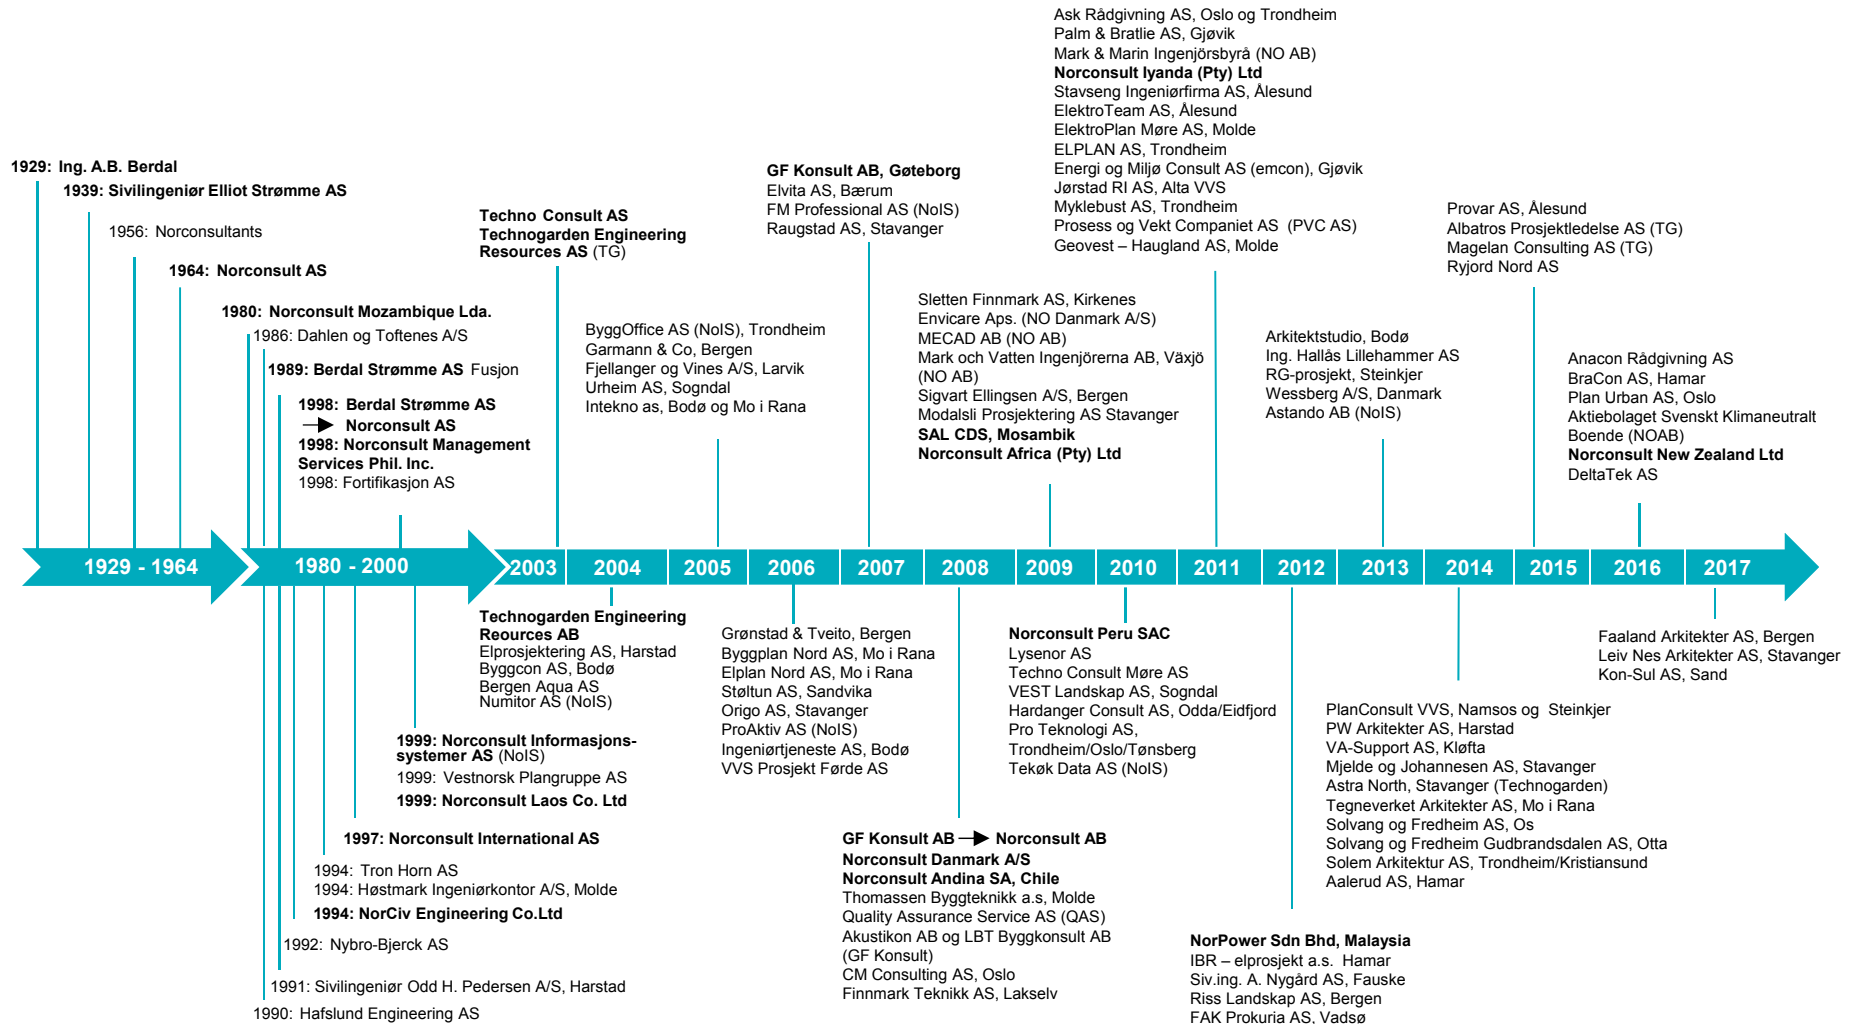 1929: Ing. A.B. Berdal
1939: Sivilingeniør Elliot Strømme AS
1956: Norconsultants
1964: Norconsult AS
1980: Norconsult Mozambique Lda.
1986: Dahlen og Toftenes A/S
1989: Berdal Strømme AS Fusjon
1998: Berdal Strømme AS
Norconsult AS
1998: Norconsult Management
Services Phil. Inc.
1998: Fortifikasjon AS
Techno Consult AS
Technogarden Engineering
Resources AS (TG)
ByggOffice AS (NoIS), Trondheim
Garmann & Co, Bergen
Fjellanger og Vines A/S, Larvik
Urheim AS, Sogndal
Intekno as, Bodø og Mo i Rana
GF Konsult AB, Gøteborg
Elvita AS, Bærum
FM Professional AS (NoIS)
Raugstad AS, Stavanger
Sletten Finnmark AS, Kirkenes
Envicare Aps. (NO Danmark A/S)
MECAD AB (NO AB)
Mark och Vatten Ingenjörerna AB, Växjö
(NO AB)
Sigvart Ellingsen A/S, Bergen
Modalsli Prosjektering AS Stavanger
SAL CDS, Mosambik
Norconsult Africa (Pty) Ltd
Ask Rådgivning AS, Oslo og Trondheim
Palm & Bratlie AS, Gjøvik
Mark & Marin Ingenjörsbyrå (NO AB)
Norconsult Iyanda (Pty) Ltd
Stavseng Ingeniørfirma AS, Ålesund
ElektroTeam AS, Ålesund
ElektroPlan Møre AS, Molde
ELPLAN AS, Trondheim
Energi og Miljø Consult AS (emcon), Gjøvik
Jørstad RI AS, Alta VVS
Myklebust AS, Trondheim
Prosess og Vekt Companiet AS (PVC AS)
Geovest – Haugland AS, Molde
Arkitektstudio, Bodø
Ing. Hallås Lillehammer AS
RG-prosjekt, Steinkjer
Wessberg A/S, Danmark
Astando AB (NoIS)
Provar AS, Ålesund
Albatros Prosjektledelse AS (TG)
Magelan Consulting AS (TG)
Ryjord Nord AS
Anacon Rådgivning AS
BraCon AS, Hamar
Plan Urban AS, Oslo
Aktiebolaget Svenskt Klimaneutralt
Boende (NOAB)
Norconsult New Zealand Ltd
DeltaTek AS
1929 - 1964
1980 - 2000
2003
2004
2005
2006
2007
2008
2009
2010
2011
2012
2013
2014
2015
2016
2017
1999: Norconsult Informasjons-
systemer AS (NoIS)
1999: Vestnorsk Plangruppe AS
1999: Norconsult Laos Co. Ltd
1997: Norconsult International AS
1994: Tron Horn AS
1994: Høstmark Ingeniørkontor A/S, Molde
1994: NorCiv Engineering Co.Ltd
1992: Nybro-Bjerck AS
1991: Sivilingeniør Odd H. Pedersen A/S, Harstad
1990: Hafslund Engineering AS
Technogarden Engineering
Reources AB
Elprosjektering AS, Harstad
Byggcon AS, Bodø
Bergen Aqua AS
Numitor AS (NoIS)
Grønstad & Tveito, Bergen
Byggplan Nord AS, Mo i Rana
Elplan Nord AS, Mo i Rana
Støltun AS, Sandvika
Origo AS, Stavanger
ProAktiv AS (NoIS)
Ingeniørtjeneste AS, Bodø
VVS Prosjekt Førde AS
GF Konsult AB Norconsult AB
Norconsult Danmark A/S
Norconsult Andina SA, Chile
Thomassen Byggteknikk a.s, Molde
Quality Assurance Service AS (QAS)
Akustikon AB og LBT Byggkonsult AB
(GF Konsult)
CM Consulting AS, Oslo
Finnmark Teknikk AS, Lakselv
Norconsult Peru SAC
Lysenor AS
Techno Consult Møre AS
VEST Landskap AS, Sogndal
Hardanger Consult AS, Odda/Eidfjord
Pro Teknologi AS,
Trondheim/Oslo/Tønsberg
Tekøk Data AS (NoIS)
NorPower Sdn Bhd, Malaysia
IBR – elprosjekt a.s. Hamar
Siv.ing. A. Nygård AS, Fauske
Riss Landskap AS, Bergen
FAK Prokuria AS, Vadsø
PlanConsult VVS, Namsos og Steinkjer
PW Arkitekter AS, Harstad
VA-Support AS, Kløfta
Mjelde og Johannesen AS, Stavanger
Astra North, Stavanger (Technogarden)
Tegneverket Arkitekter AS, Mo i Rana
Solvang og Fredheim AS, Os
Solvang og Fredheim Gudbrandsdalen AS, Otta
Solem Arkitektur AS, Trondheim/Kristiansund
Aalerud AS, Hamar
Faaland Arkitekter AS, Bergen
Leiv Nes Arkitekter AS, Stavanger
Kon-Sul AS, Sand